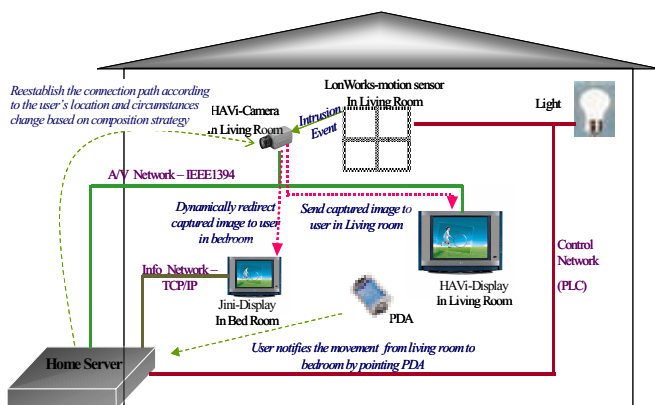 Reestablish the connection path according
to the user's location and circumstances
change based on composition strategy
LonWorks-motion sensor
In Living Room
HAVi-Camera
In Living Room
Intrusion
Event
Light
A/V Network – IEEE1394
Dynamically redirect
captured image to user
in bedroom
Send captured image to
user in Living room
Control
Network
(PLC)
Info Network –
TCP/IP
Jini-Display
In Bed Room
HAVi-Display
In Living Room
PDA
Home Server
User notifies the movement from living room to
bedroom by pointing PDA